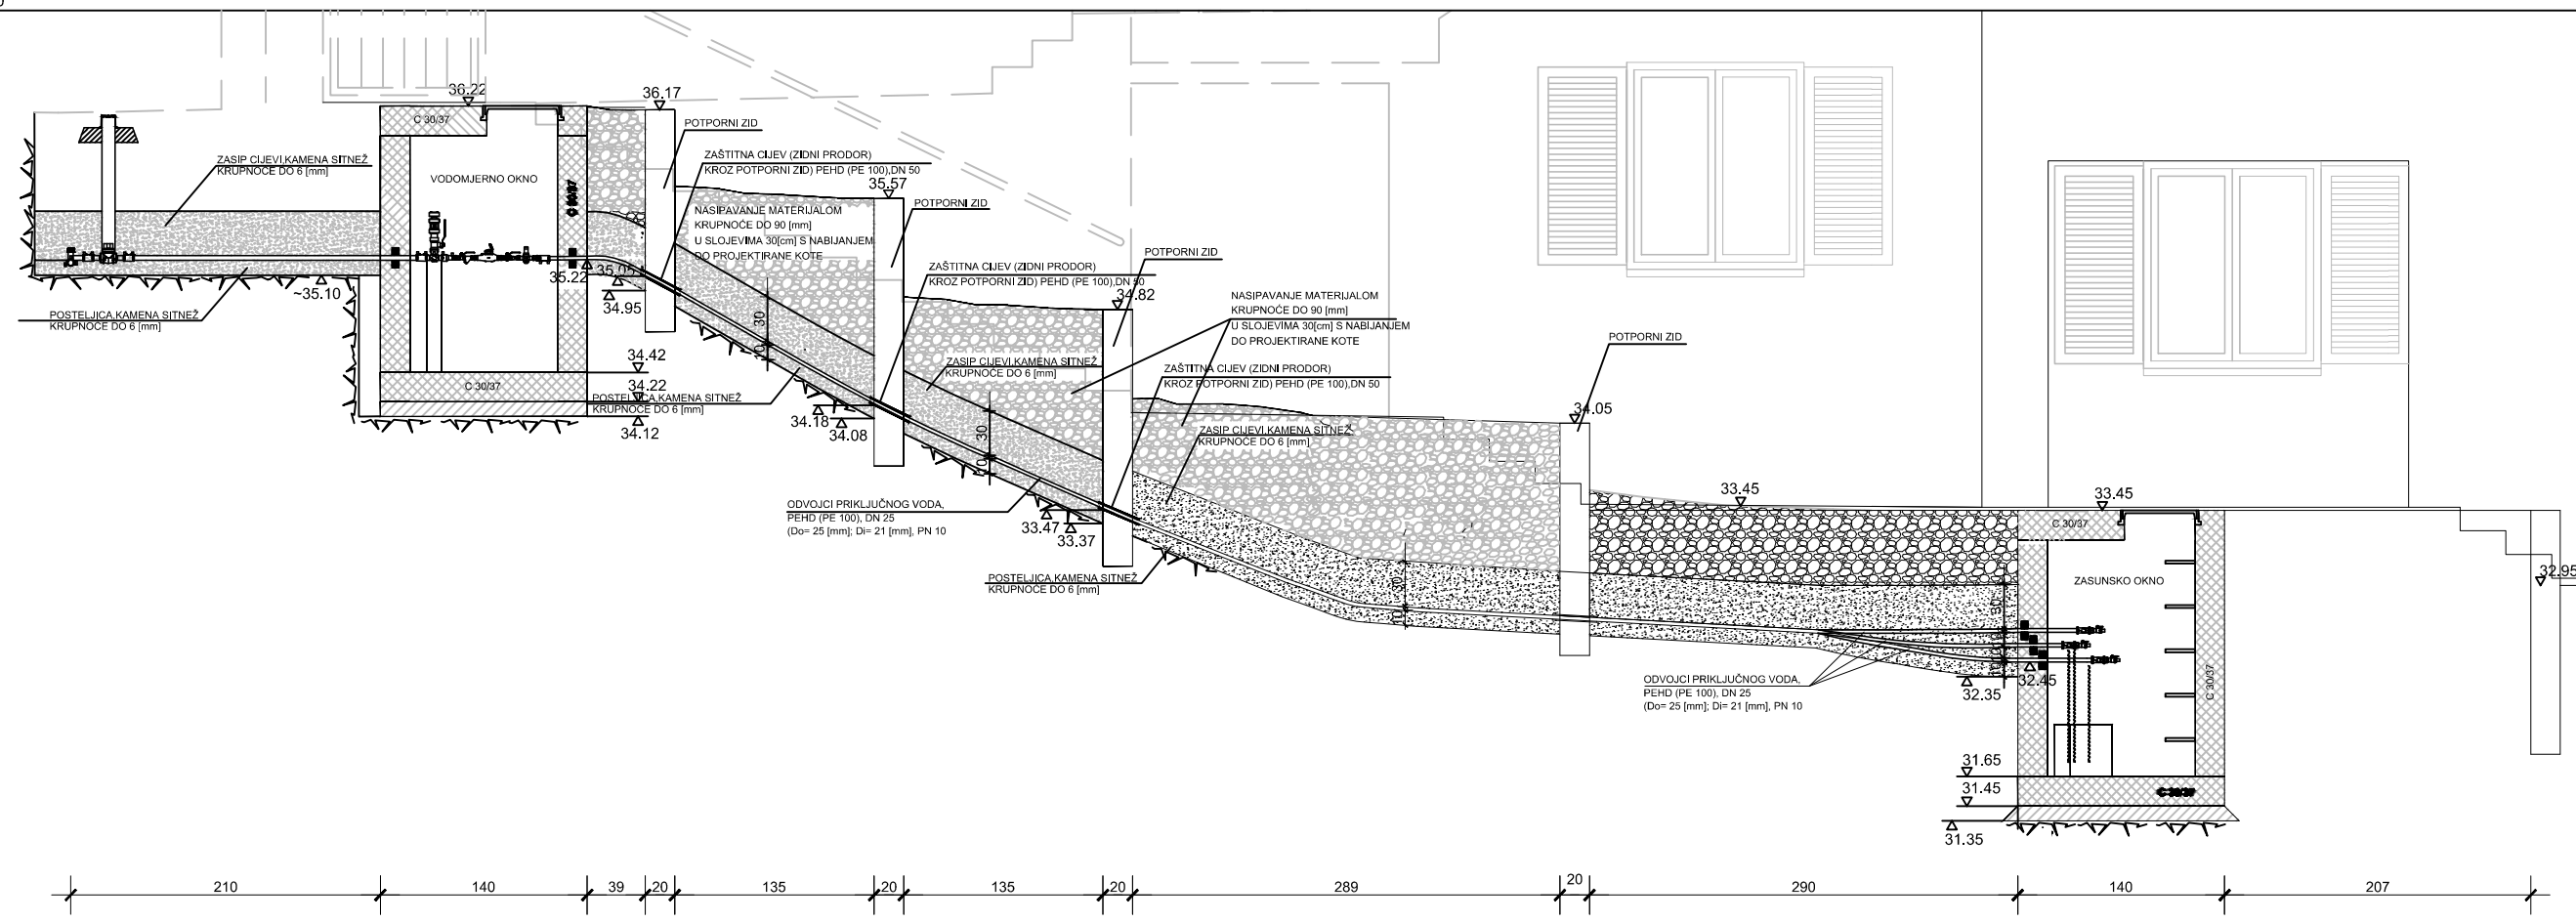 36.22
36.17
C 30/37
POTPORNI ZID
ZASIP CIJEVI,KAMENA SITNEŽ
KRUPNOĆE DO 6 [mm]
VODOMJERNO OKNO
C 30/37
ZAŠTITNA CIJEV (ZIDNI PRODOR)
KROZ POTPORNI ZID) PEHD (PE 100),DN 50
35.57
POTPORNI ZID
NASIPAVANJE MATERIJALOM
KRUPNOĆE DO 90 [mm]
U SLOJEVIMA 30[cm] S NABIJANJEM
DO PROJEKTIRANE KOTE
POTPORNI ZID
ZAŠTITNA CIJEV (ZIDNI PRODOR)
KROZ POTPORNI ZID) PEHD (PE 100),DN 50
35.22
35.05
34.95
~35.10
34.82
NASIPAVANJE MATERIJALOM
KRUPNOĆE DO 90 [mm]
U SLOJEVIMA 30[cm] S NABIJANJEM
DO PROJEKTIRANE KOTE
POSTELJICA,KAMENA SITNEŽ
KRUPNOĆE DO 6 [mm]
30
10
POTPORNI ZID
34.42
34.22
34.12
C 30/37
ZASIP CIJEVI,KAMENA SITNEŽ
KRUPNOĆE DO 6 [mm]
ZAŠTITNA CIJEV (ZIDNI PRODOR)
KROZ POTPORNI ZID) PEHD (PE 100),DN 50
POSTELJICA,KAMENA SITNEŽ
KRUPNOĆE DO 6 [mm]
34.18
34.08
34.05
30
10
ZASIP CIJEVI,KAMENA SITNEŽ
KRUPNOĆE DO 6 [mm]
ODVOJCI PRIKLJUČNOG VODA,
PEHD (PE 100), DN 25
(Do= 25 [mm]; Di= 21 [mm], PN 10
33.47
33.37
33.45
33.45
C 30/37
POSTELJICA,KAMENA SITNEŽ
KRUPNOĆE DO 6 [mm]
30
10
ZASUNSKO OKNO
32.95
30
10
32.45
32.35
C 30/37
ODVOJCI PRIKLJUČNOG VODA,
PEHD (PE 100), DN 25
(Do= 25 [mm]; Di= 21 [mm], PN 10
31.65
31.45
C 30/37
31.35
210 140 39 20 135 20 135 20 289 20 290 140 207